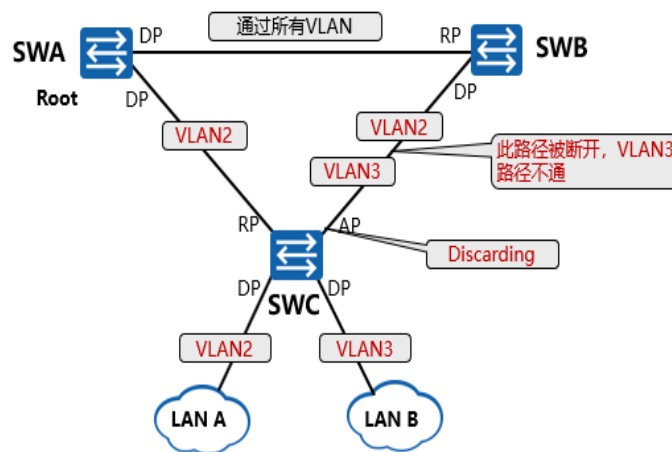 通过所有VLAN
SWA
DP
RP
SWB
Root
DP
DP
VLAN2
VLAN2
此路径被断开，VLAN3
路径不通
VLAN3
RP
AP
Discarding
DP
SWC
DP
VLAN2
VLAN3
LAN A
LAN B